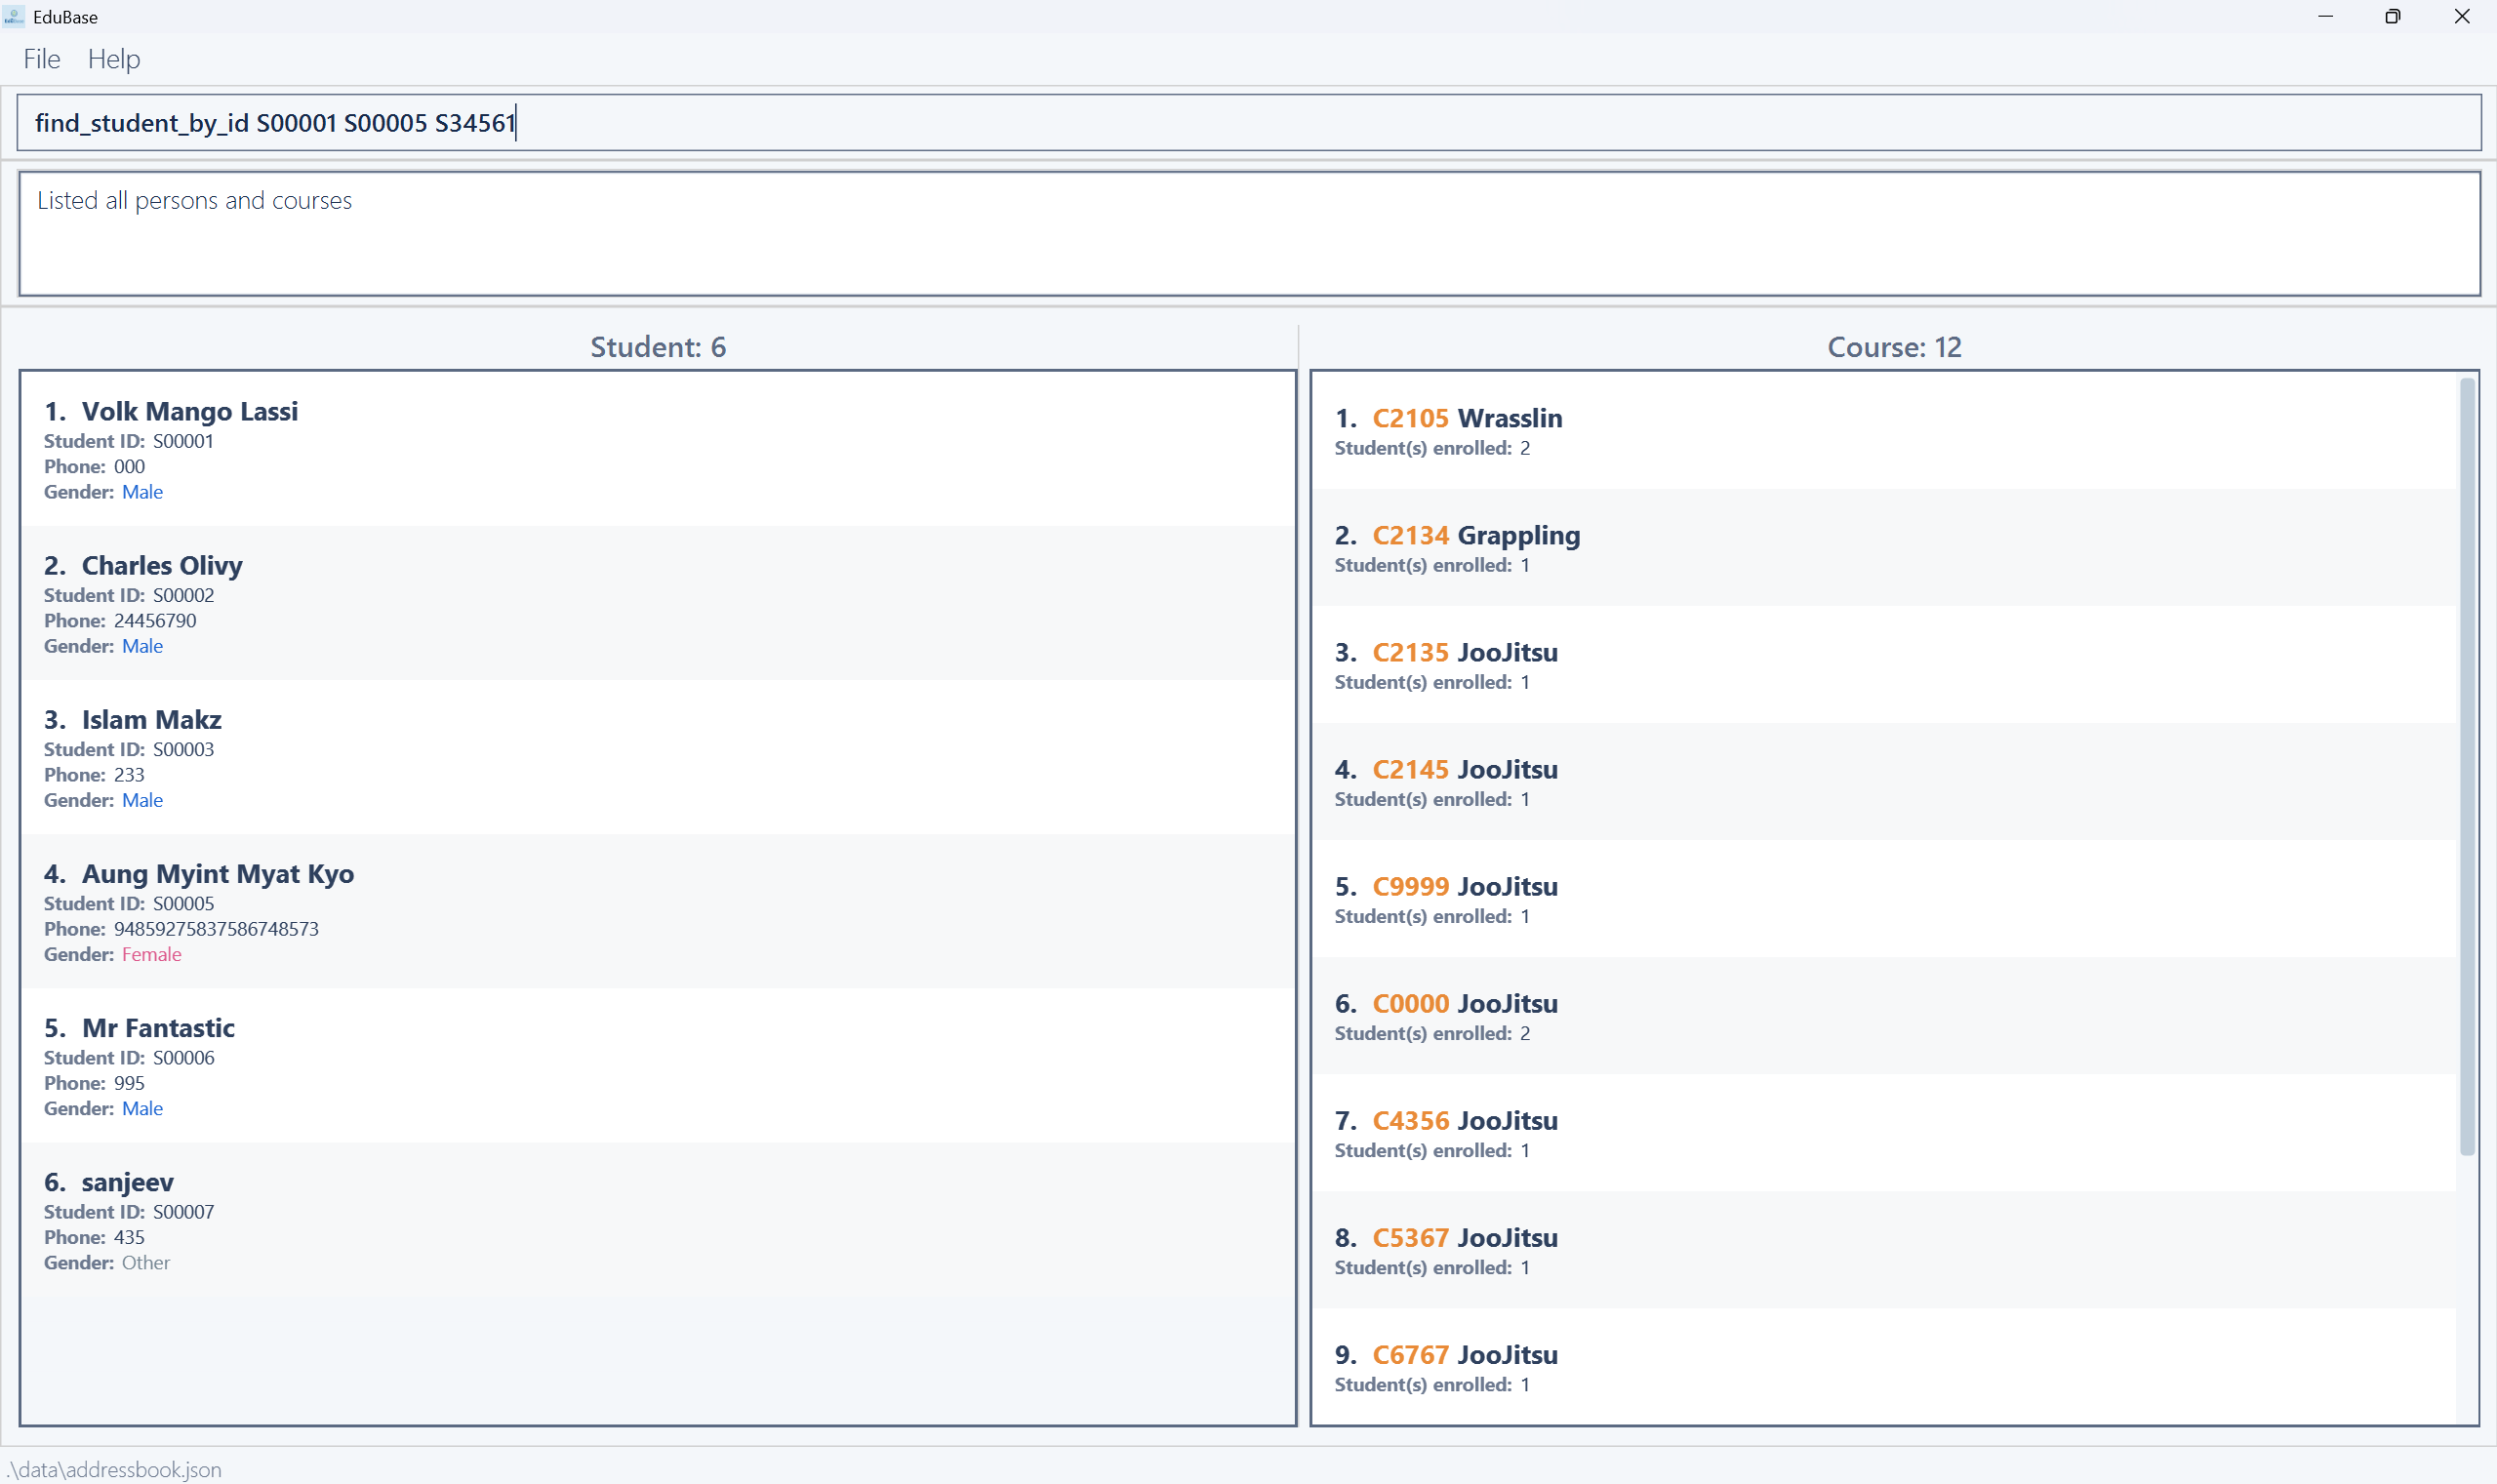 EduBase
File Help
find_student_by_id S00001 S00005 S34561
Listed all persons and courses
Student: 6
1. Volk Mango Lassi
Student ID: S00001
Phone: 000
Gender: Male
2. Charles Olivy
Student ID: S00002
Phone: 24456790
Gender: Male
3. Islam Makz
Student ID: S00003
Phone: 233
Gender: Male
4. Aung Myint Myat Kyo
Student ID: S00005
Phone: 94859275837586748573
Gender: Female
5. Mr Fantastic
Student ID: S00006
Phone: 995
Gender: Male
6. sanjeev
Student ID: S00007
Phone: 435
Gender: Other
Course: 12
1. C2105 Wrasslin
Student(s) enrolled: 2
2. C2134 Grappling
Student(s) enrolled: 1
3. C2135 JooJitsu
Student(s) enrolled: 1
4. C2145 JooJitsu
Student(s) enrolled: 1
5. C9999 JooJitsu
Student(s) enrolled: 1
6. C0000 JooJitsu
Student(s) enrolled: 2
7. C4356 JooJitsu
Student(s) enrolled: 1
8. C5367 JooJitsu
Student(s) enrolled: 1
9. C6767 JooJitsu
Student(s) enrolled: 1
.\data\addressbook.json